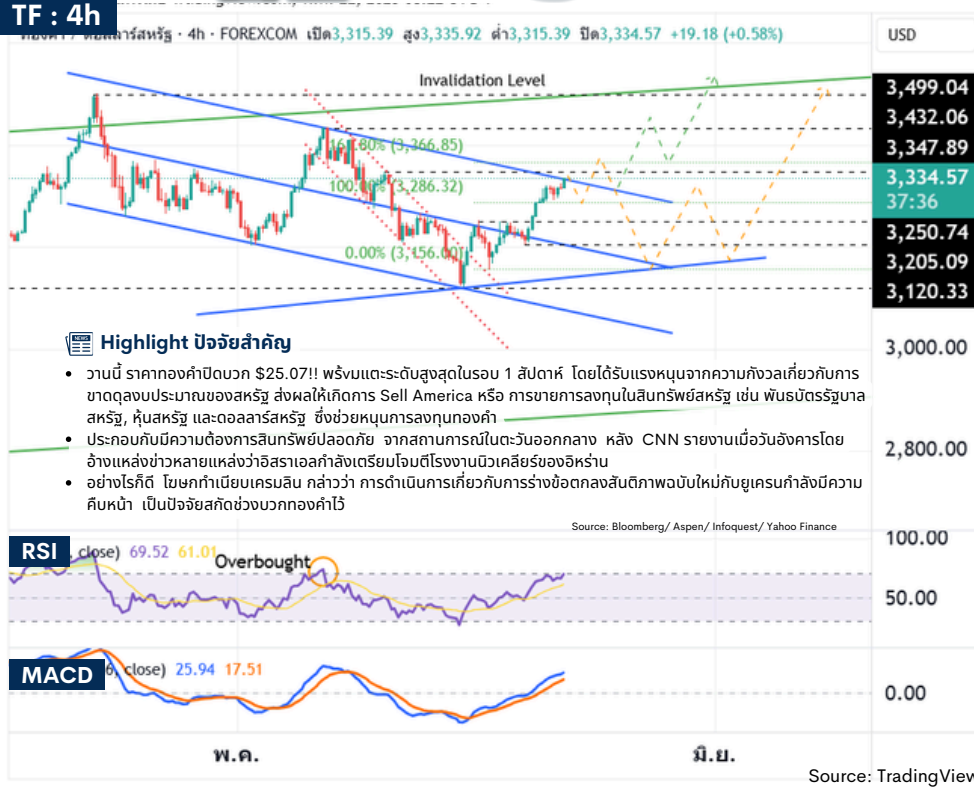 TF : 4h
ดอลลาร์สหรัฐ · 4h · FOREXCOM เปิด3,315.39 สูง3,335.92 ต่ำ3,315.39 ปิด3,334.57 +19.18 (+0.58%)
USD
Invalidation Level
3,499.04
3,432.06
(3,366.85)
3,347.89
100.00% (3,286.32)
3,334.57
37:36
3,250.74
0.00% (3,156.00)
3,205.09
3,120.33
3,000.00
NEWS
Highlight ปัจจัยสำคัญ
• วานนี้ ราคาทองคำปิดบวก $25.07!! พร้อมแตะระดับสูงสุดในรอบ 1 สัปดาห์ โดยได้รับแรงหนุนจากความกังวลเกี่ยวกับการ
ขาดดุลงบประมาณของสหรัฐ ส่งผลให้เกิดการ Sell America หรือ การขายการลงทุนในสินทรัพย์สหรัฐ เช่น พันธบัตรรัฐบาล
สหรัฐ, หุ้นสหรัฐ และดอลลาร์สหรัฐ ซึ่งช่วยหนุนการลงทุนทองคำ
• ประกอบกับมีความต้องการสินทรัพย์ปลอดภัย จากสถานการณ์ในตะวันออกกลาง หลัง CNN รายงานเมื่อวันอังคารโดย
อ้างแหล่งข่าวหลายแหล่งว่าอิสราเอลกำลังเตรียมโจมตีโรงงานนิวเคลียร์ของอิหร่าน
2,800.00
• อย่างไรก็ดี โฆษกทำเนียบเครมลิน กล่าวว่า การดำเนินการเกี่ยวกับการร่างข้อตกลงสันติภาพฉบับใหม่กับยูเครนกำลังมีความ
คืบหน้า เป็นปัจจัยสกัดช่วงบวกทองคำไว้
Source: Bloomberg/ Aspen/ Infoquest/ Yahoo Finance
100.00
RSI close) 69.52 61.01
Overbought
50.00
MACD close) 25.94 17.51
0.00
พ.ค. มิ.ย.
Source: TradingView